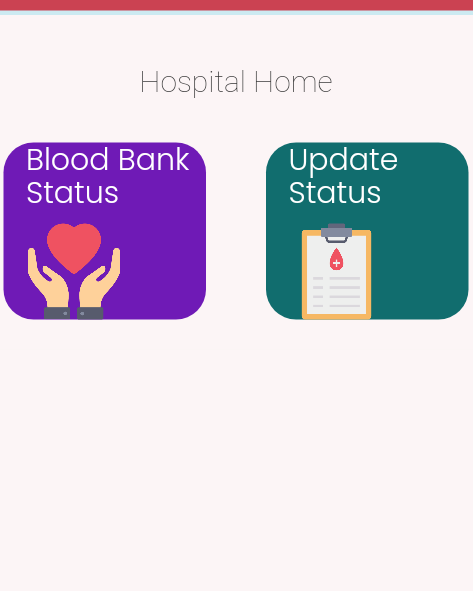 Hospital Home
Blood Bank
Status
Update
Status